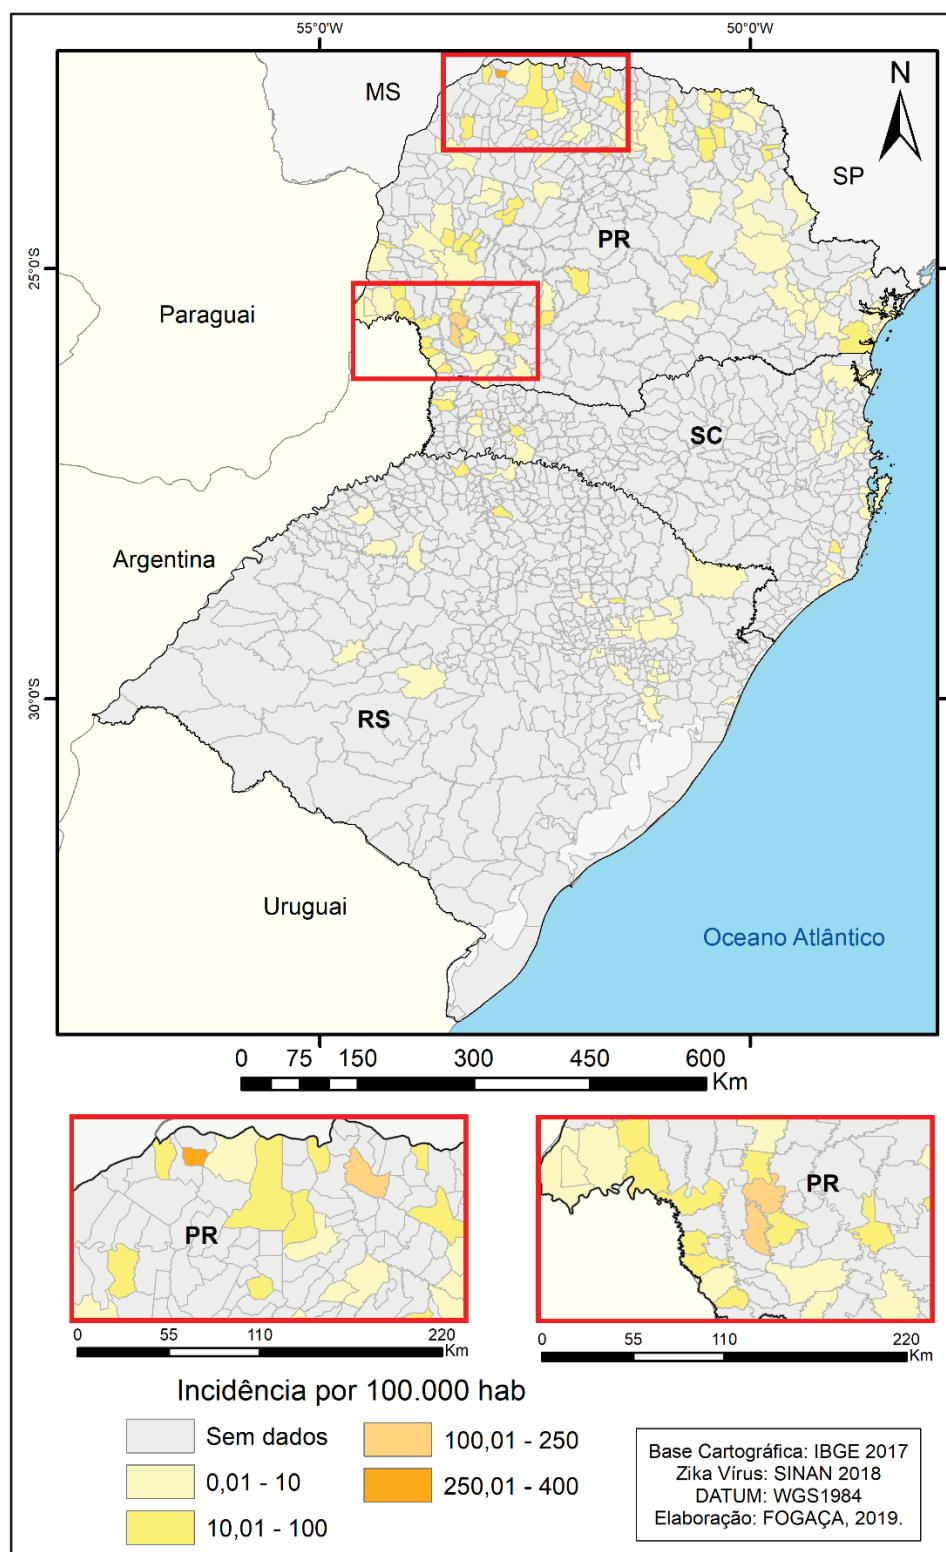 55°0'W
50°0'W
MS
N
SP
PR
25°0'S
Paraguai
SC
Argentina
30°0'S
RS
Uruguai
Oceano Atlântico
0 75 150 300 450 600
Km
PR
PR
0 55 110 220
Km
0 55 110 220
Km
Incidência por 100.000 hab
Sem dados
0,01 - 10
10,01 - 100
100,01 - 250
250,01 - 400
Base Cartográfica: IBGE 2017
Zika Vírus: SINAN 2018
DATUM: WGS1984
Elaboração: FOGAÇA, 2019.